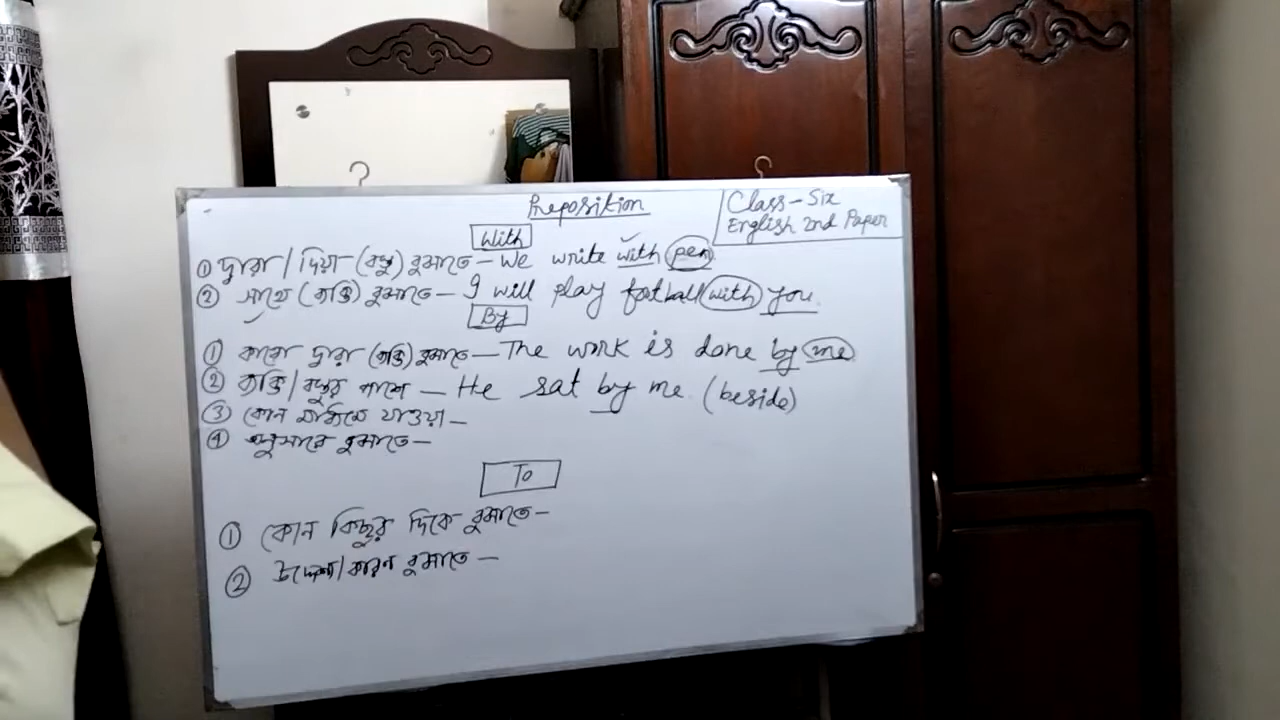 Preposition
Class - Six
English 2nd Paper
With
① দ্বারা / দিয়া (বস্তু) বুঝাতে - We write with pen.
② সাথে (ব্যক্তি) বুঝাতে - I will play football with you.
By
① কারো দ্বারা (ব্যক্তি) বুঝাতে - The work is done by me
② ব্যক্তি/বস্তুর পাশে - He sat by me. (beside)
③ কোন যাওয়া -
④ অনুসারে বুঝাতে -
To
① কোন কিছুর দিকে বুঝাতে -
② উদ্দেশ্য/কারণ বুঝাতে -